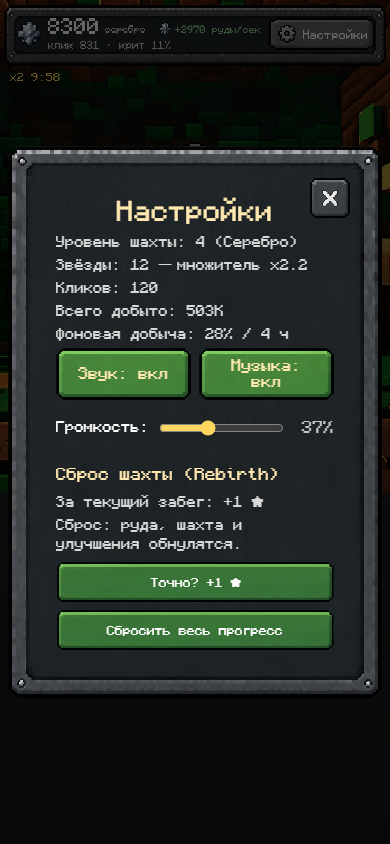 8300 серебро +2970 руды/сек
клик 831 · крит 11%
Настройки
x2 9:58
Настройки
Уровень шахты: 4 (Серебро)
Звёзды: 12 — множитель x2.2
Кликов: 120
Всего добыто: 503K
Фоновая добыча: 28% / 4 ч
Звук: вкл
Музыка:
вкл
Громкость: 37%
Сброс шахты (Rebirth)
За текущий забег: +1 ★
Сброс: руда, шахта и
улучшения обнулятся.
Точно? +1 ★
Сбросить весь прогресс